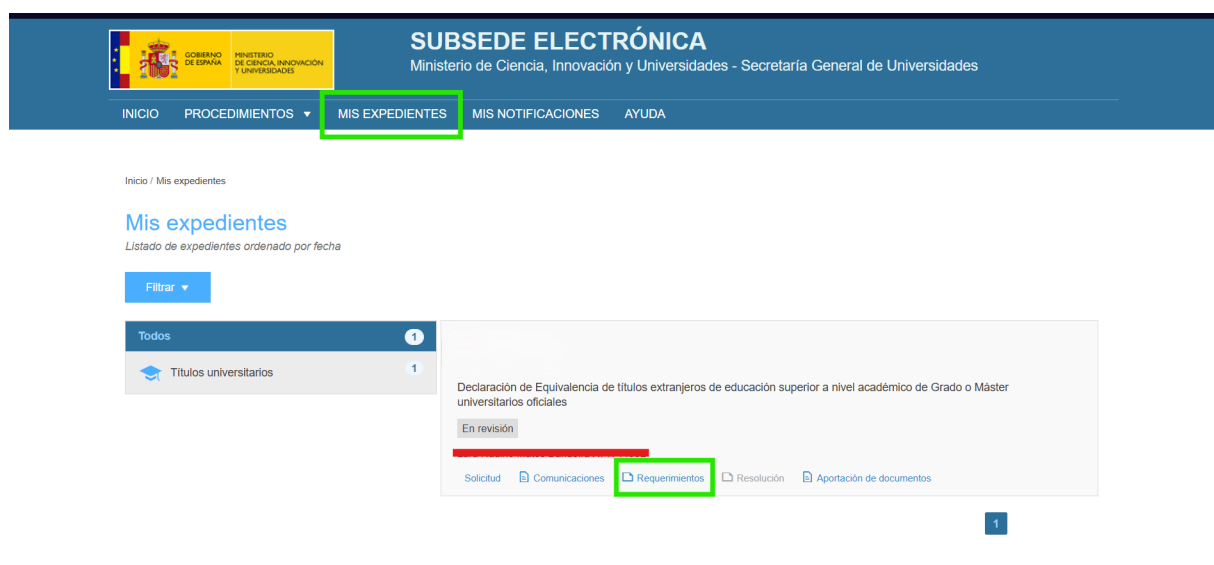 GOBIERNO
DE ESPAÑA
MINISTERIO
DE CIENCIA, INNOVACIÓN
Y UNIVERSIDADES
SUBSEDE ELECTRÓNICA
Ministerio de Ciencia, Innovación y Universidades - Secretaría General de Universidades
INICIO PROCEDIMIENTOS MIS EXPEDIENTES MIS NOTIFICACIONES AYUDA
Inicio / Mis expedientes
Mis expedientes
Listado de expedientes ordenado por fecha
Filtrar
Todos 1
Títulos universitarios 1
Declaración de Equivalencia de títulos extranjeros de educación superior a nivel académico de Grado o Máster
universitarios oficiales
En revisión
Solicitud Comunicaciones Requerimientos Resolución Aportación de documentos
1